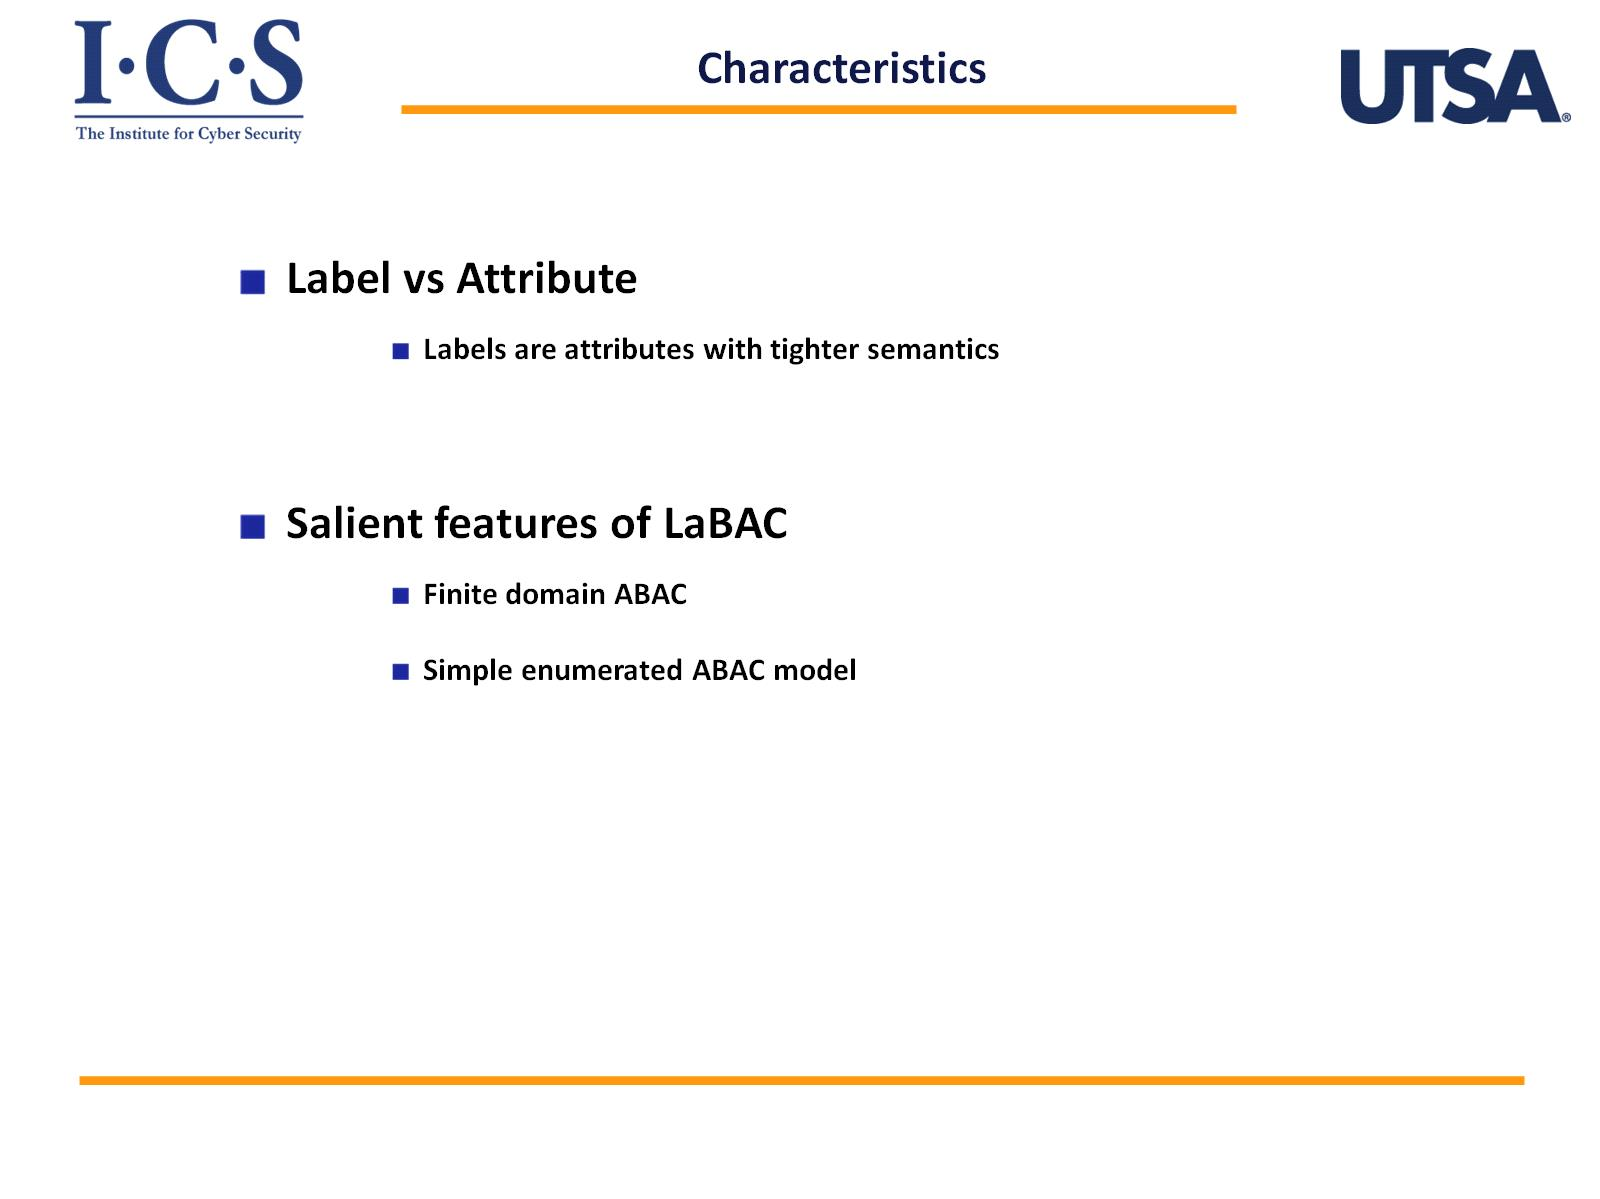 I·C·S
The Institute for Cyber Security
Characteristics
UTSA®
Label vs Attribute
Labels are attributes with tighter semantics
Salient features of LaBAC
Finite domain ABAC
Simple enumerated ABAC model